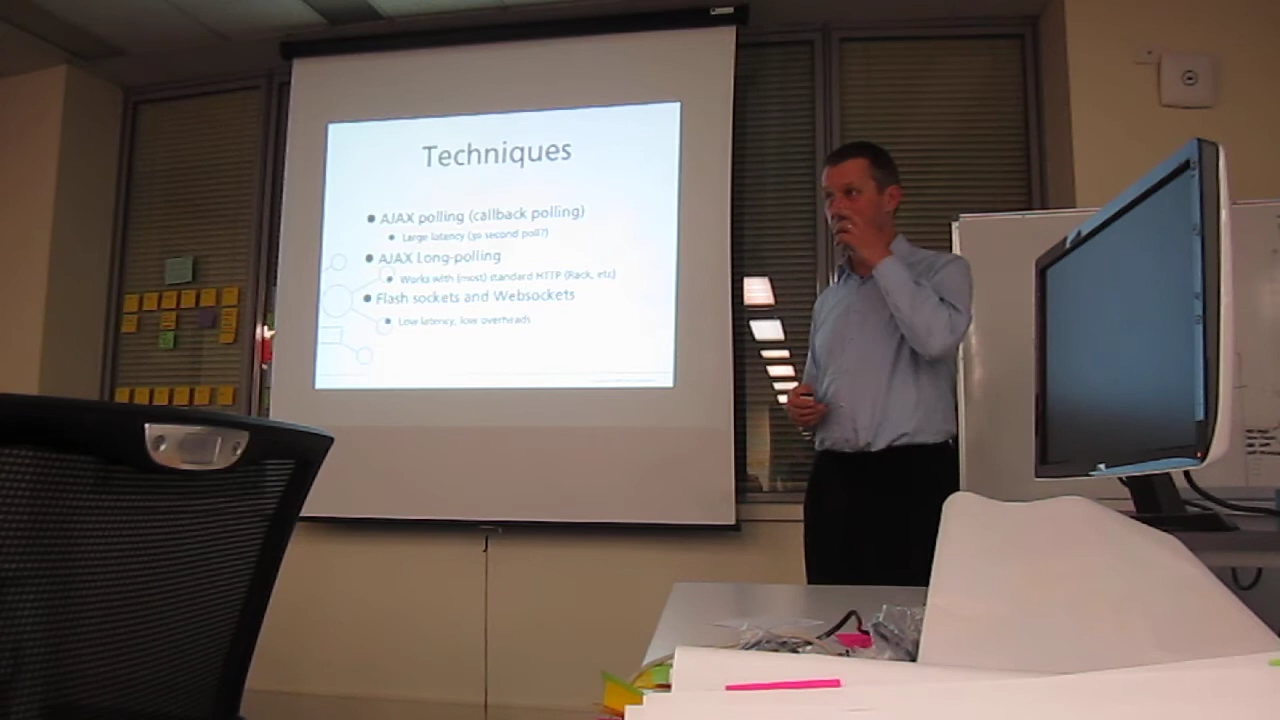 Techniques
AJAX polling (callback polling)
Large latency (30 second poll?)
AJAX Long-polling
Works with (most) standard HTTP (Rack, etc)
Flash sockets and Websockets
Low latency, low overheads